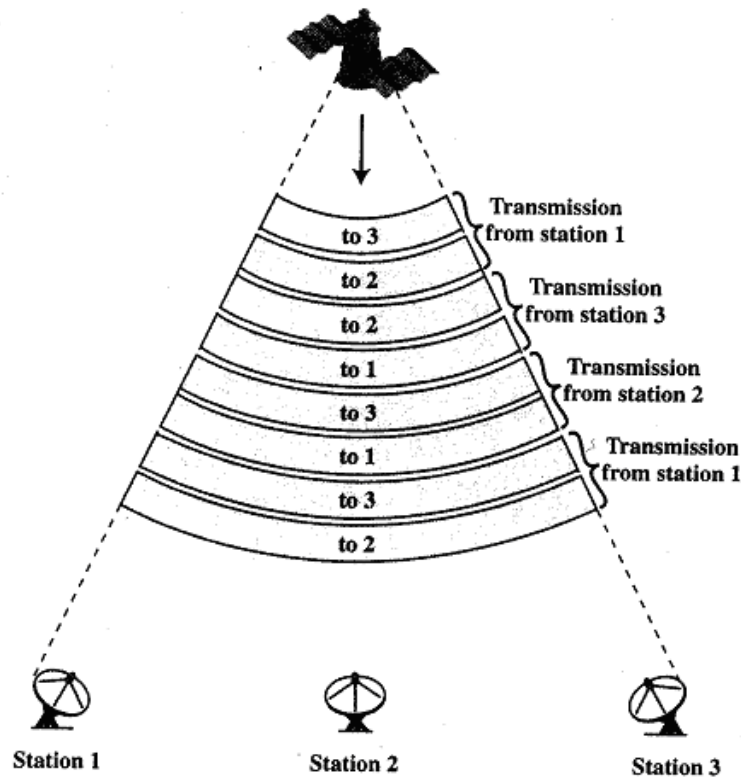 to 3
Transmission
from station 1
to 2
to 2
Transmission
from station 3
to 1
Transmission
from station 2
to 3
to 1
Transmission
from station 1
to 3
to 2
Station 1
Station 2
Station 3